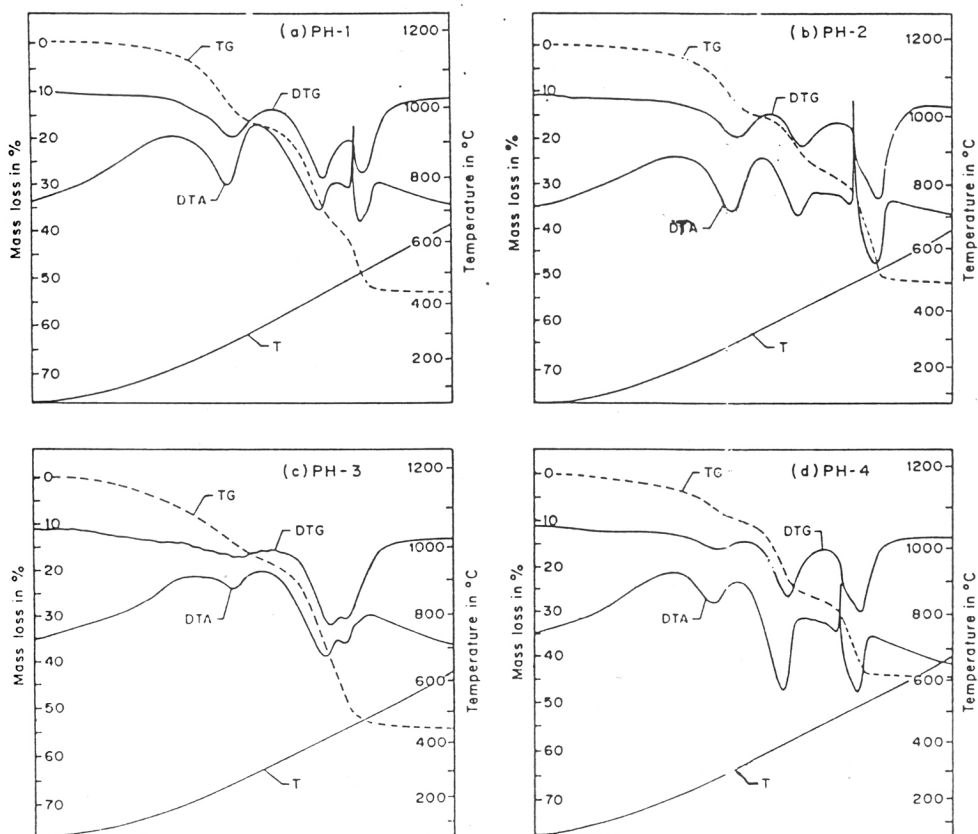 (a) PH-1
TG
DTG
DTA
T
0
10
20
30
40
50
60
70
Mass loss in %
1200
1000
800
600
400
200
Temperature in °C
(b) PH-2
TG
DTG
DTA
T
0
10
20
30
40
50
60
70
Mass loss in %
1200
1000
800
600
400
200
Temperature in °C
(c) PH-3
TG
DTG
DTA
T
0
10
20
30
40
50
60
70
Mass loss in %
1200
1000
800
600
400
200
Temperature in °C
(d) PH-4
TG
DTG
DTA
T
0
10
20
30
40
50
60
70
Mass loss in %
1200
1000
800
600
400
200
Temperature in °C